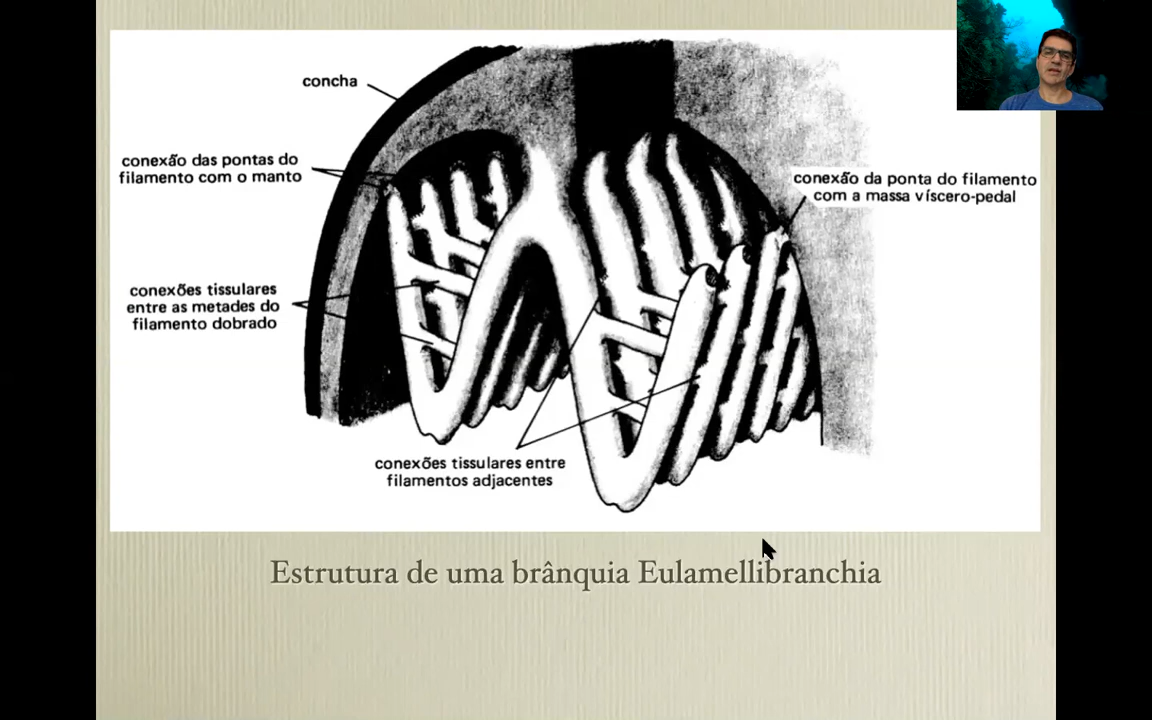 concha
conexão das pontas do
filamento com o manto
conexão da ponta do filamento
com a massa víscero-pedal
conexões tissulares
entre as metades do
filamento dobrado
conexões tissulares entre
filamentos adjacentes
Estrutura de uma brânquia Eulamellibranchia